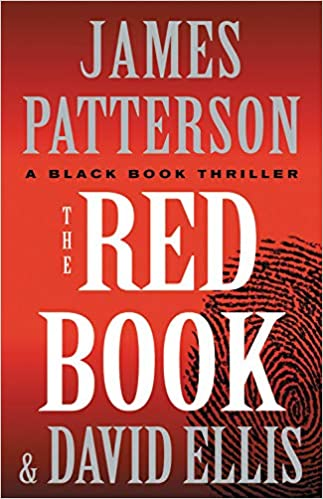 JAMES
PATTERSON
A BLACK BOOK THRILLER
THE
RED
BOOK
& DAVID ELLIS